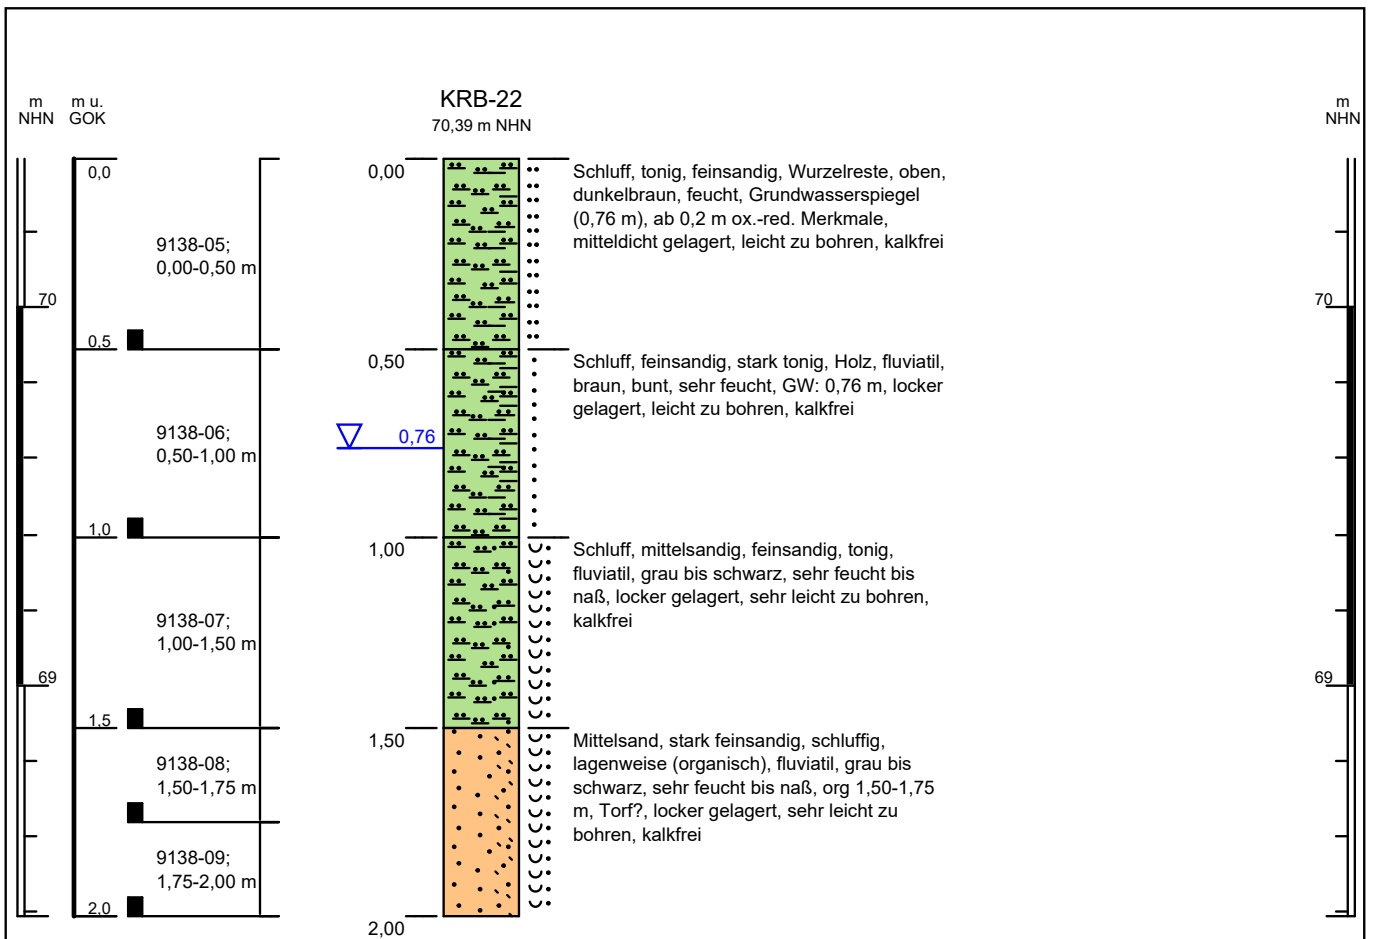 m
NHN
m u.
GOK
KRB-22
70,39 m NHN
m
NHN
0,0
0,00
Schluff, tonig, feinsandig, Wurzelreste, oben,
dunkelbraun, feucht, Grundwasserspiegel
(0,76 m), ab 0,2 m ox.-red. Merkmale,
mitteldicht gelagert, leicht zu bohren, kalkfrei
9138-05;
0,00-0,50 m
70
70
0,5
0,50
Schluff, feinsandig, stark tonig, Holz, fluviatil,
braun, bunt, sehr feucht, GW: 0,76 m, locker
gelagert, leicht zu bohren, kalkfrei
9138-06;
0,50-1,00 m
0,76
1,0
1,00
Schluff, mittelsandig, feinsandig, tonig,
fluviatil, grau bis schwarz, sehr feucht bis
naß, locker gelagert, sehr leicht zu bohren,
kalkfrei
9138-07;
1,00-1,50 m
69
69
1,5
1,50
Mittelsand, stark feinsandig, schluffig,
lagenweise (organisch), fluviatil, grau bis
schwarz, sehr feucht bis naß, org 1,50-1,75
m, Torf?, locker gelagert, sehr leicht zu
bohren, kalkfrei
9138-08;
1,50-1,75 m
9138-09;
1,75-2,00 m
2,0
2,00